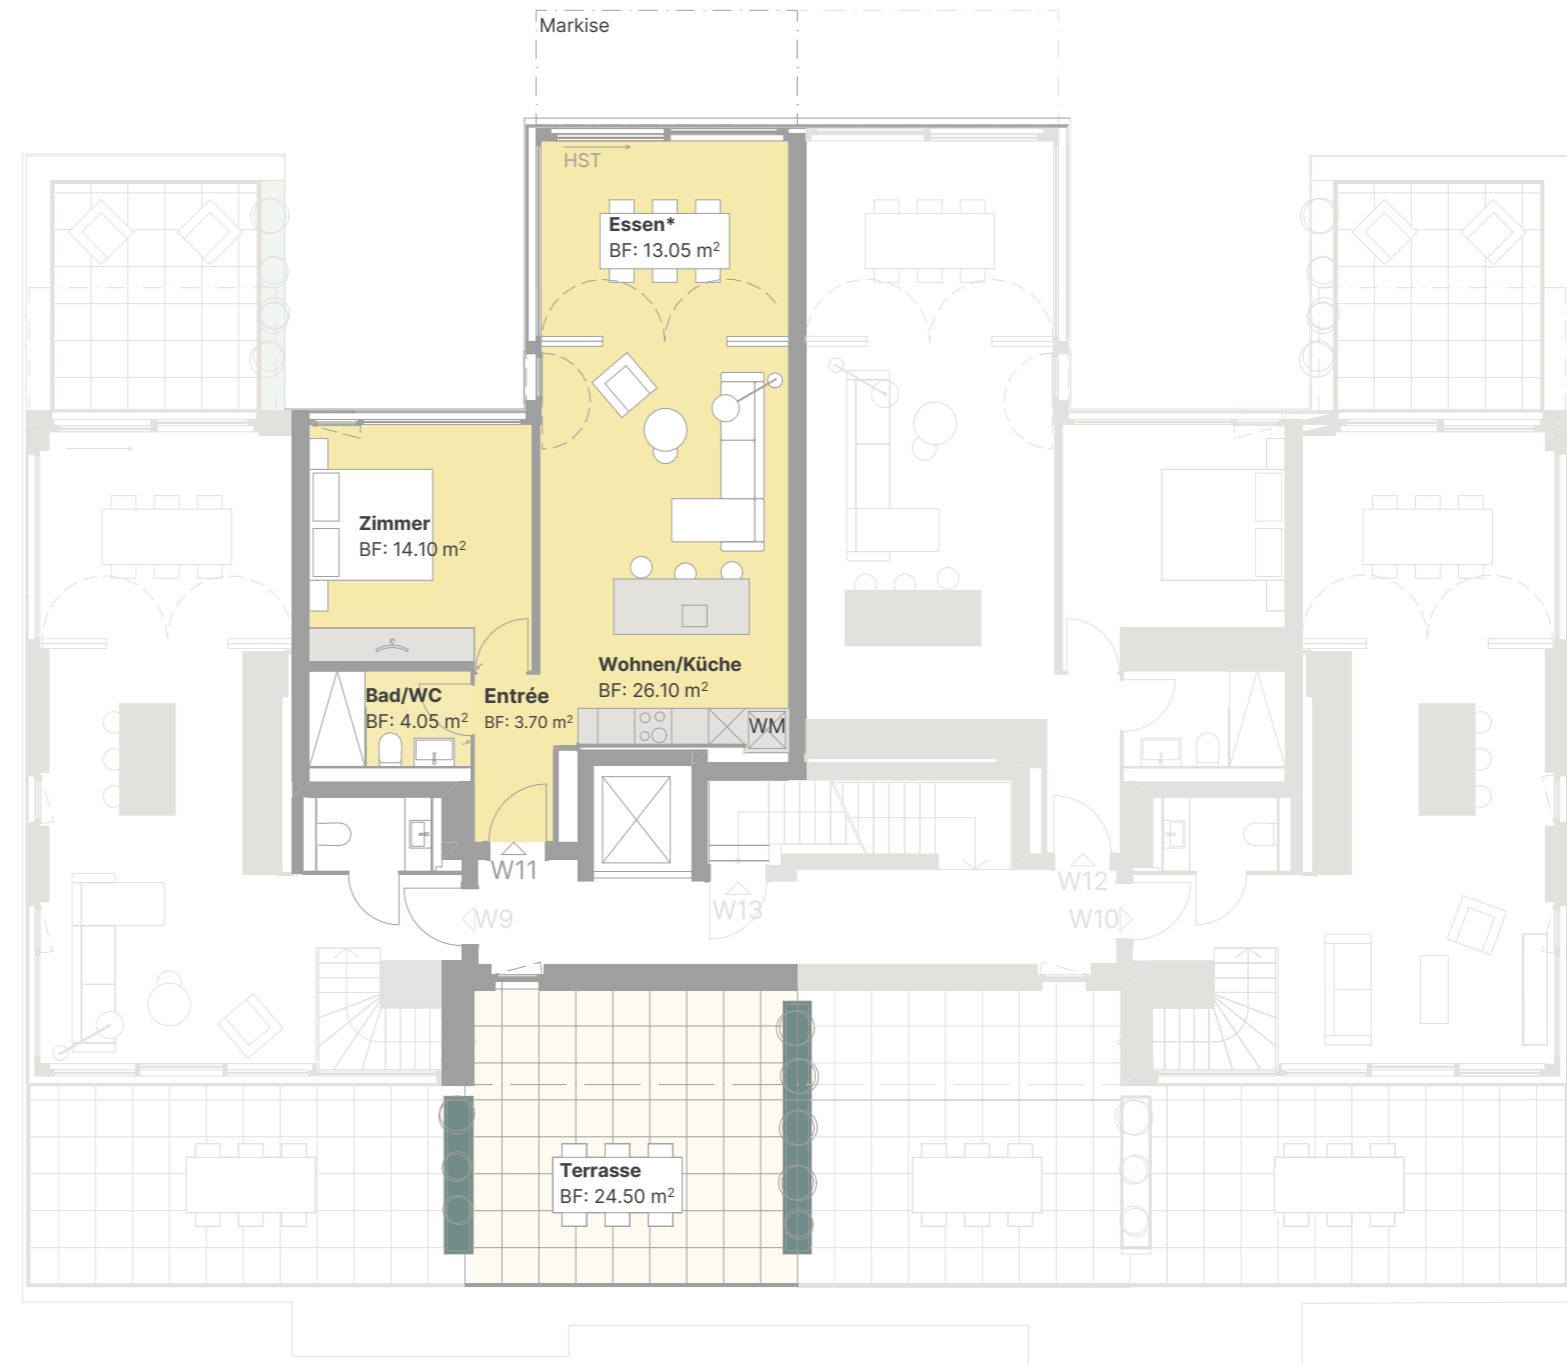 Markise
HST
Essen*
BF: 13.05 m²
Zimmer
BF: 14.10 m²
Wohnen/Küche
BF: 26.10 m²
Bad/WC
BF: 4.05 m²
Entrée
BF: 3.70 m²
WM
W11
W12
W13
W9
W10
Terrasse
BF: 24.50 m²